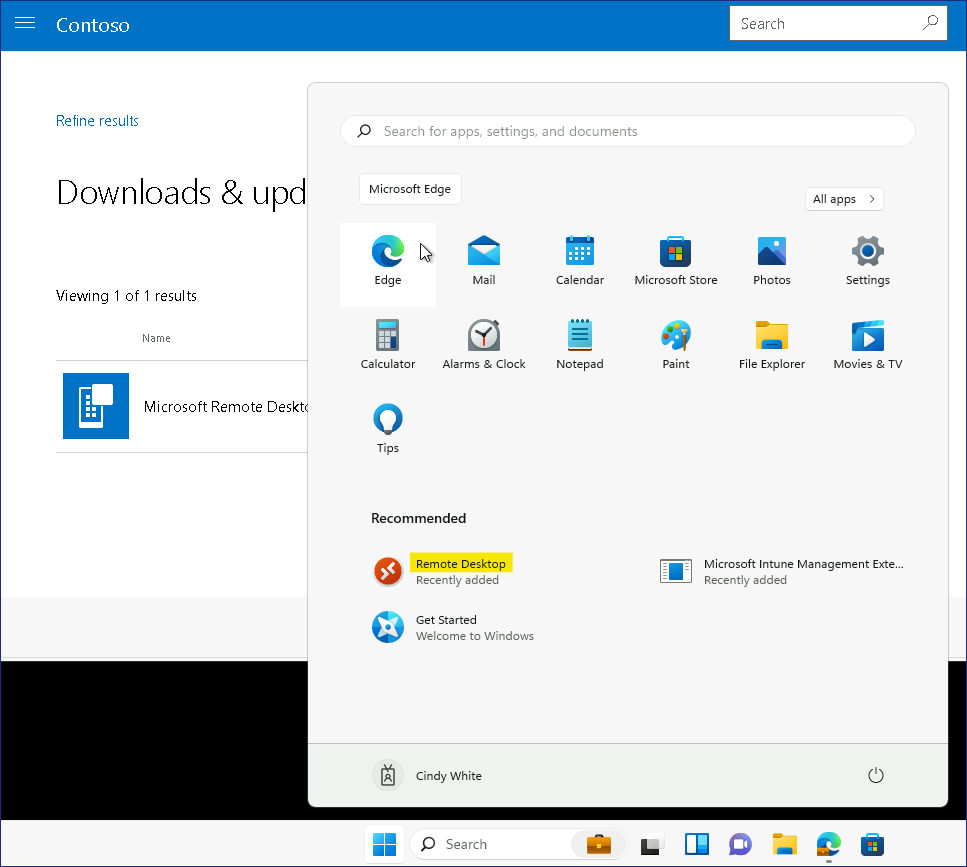 Contoso
Search
Refine results
Downloads & upd
Viewing 1 of 1 results
Name
Microsoft Remote Deskto
Search for apps, settings, and documents
Microsoft Edge
All apps
Edge
Mail
Calendar
Microsoft Store
Photos
Settings
Calculator
Alarms & Clock
Notepad
Paint
File Explorer
Movies & TV
Tips
Recommended
Remote Desktop
Recently added
Microsoft Intune Management Exte...
Recently added
Get Started
Welcome to Windows
Cindy White
Search